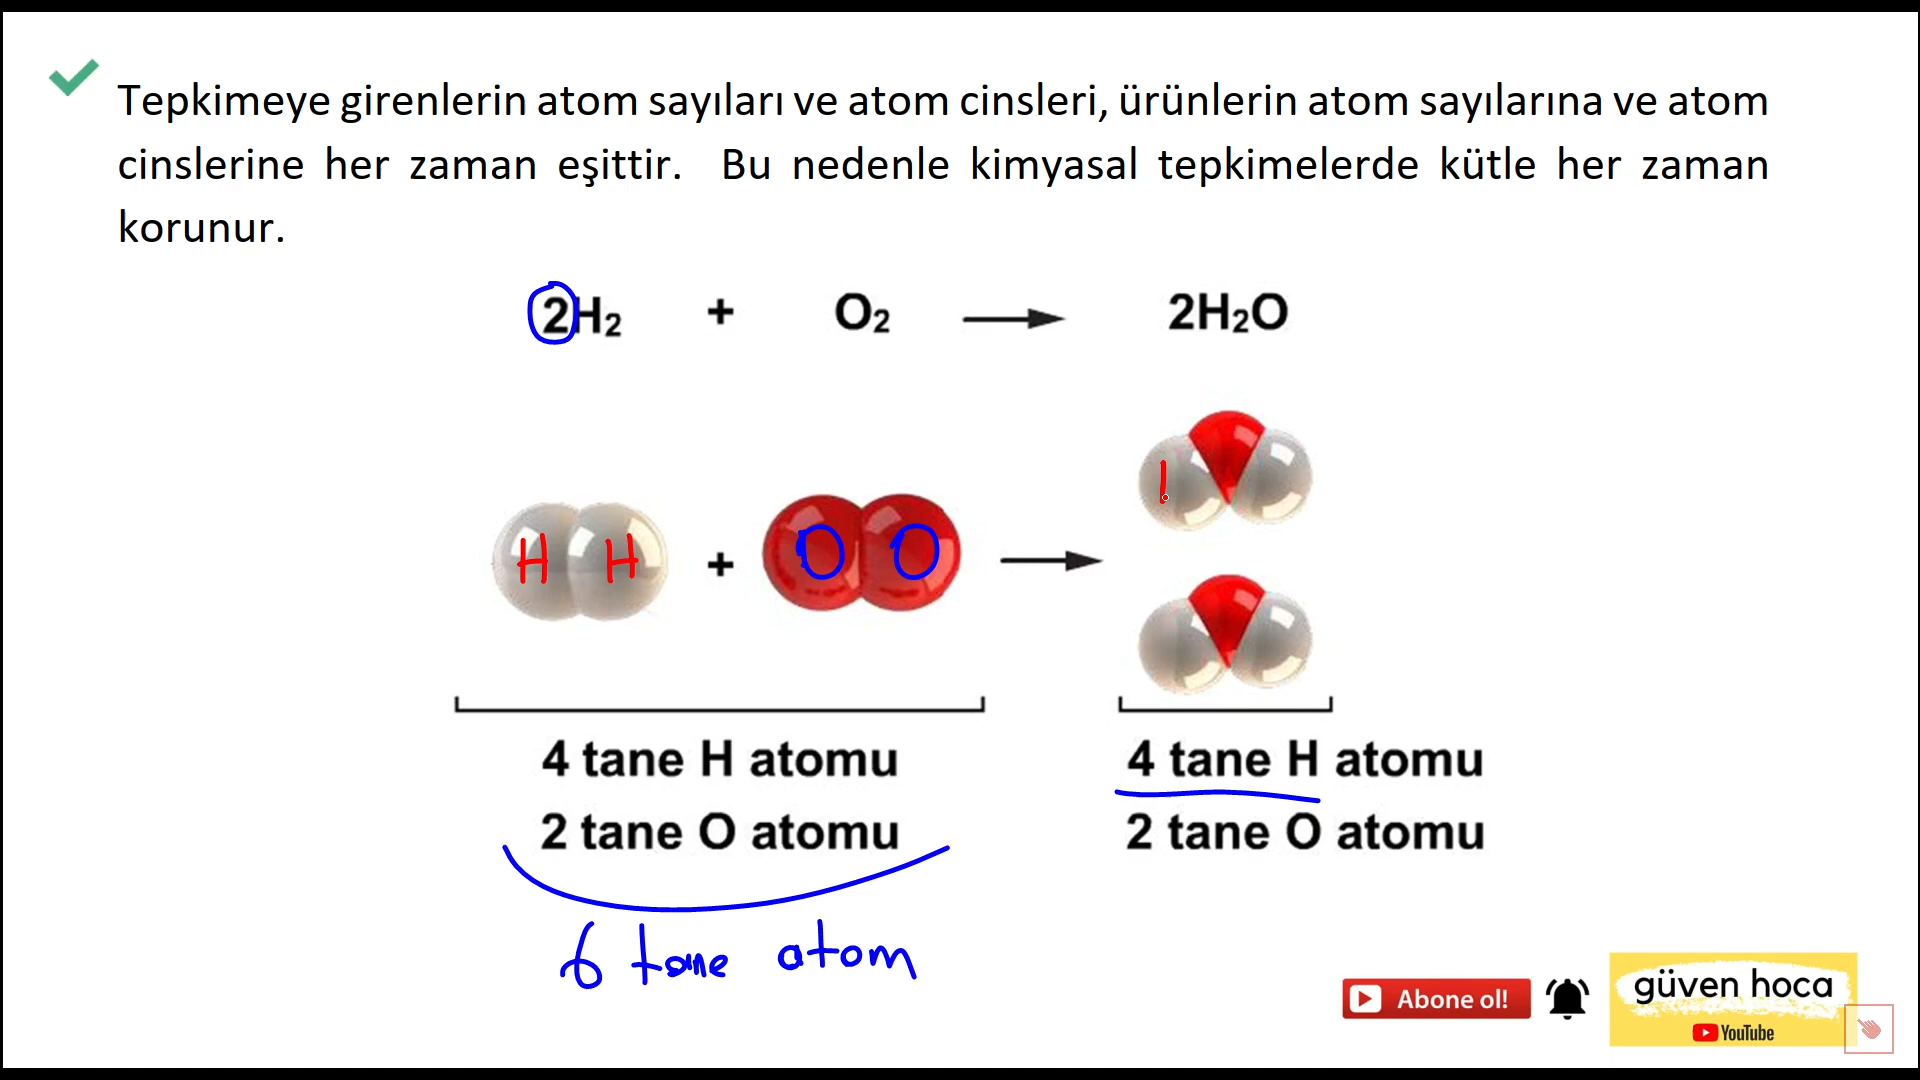 Tepkimeye girenlerin atom sayıları ve atom cinsleri, ürünlerin atom sayılarına ve atom
cinslerine her zaman eşittir. Bu nedenle kimyasal tepkimelerde kütle her zaman
korunur.
2H₂ + O₂ → 2H₂O
H H + O O →
4 tane H atomu 4 tane H atomu
2 tane O atomu 2 tane O atomu
6 tane atom
Abone ol!
güven hoca
YouTube